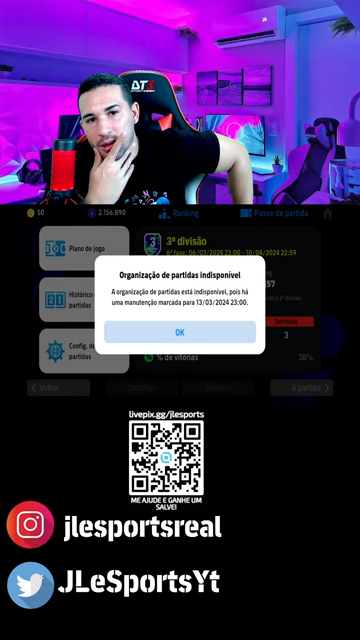 DT3
50
2,156,890
Ranking
Passe de partida
Plano de jogo
3ª divisão
6ª fase: 06/03/2024 23:00 - 10/04/2024 22:59
Organização de partidas indisponível
A organização de partidas está indisponível, pois há
uma manutenção marcada para 13/03/2024 23:00.
Histórico
partidas
57
3
OK
Config. de
partidas
% de vitórias
38%
Voltar
Detalhes
À partida
livepix.gg/jlesports
ME AJUDE E GANHE UM
SALVE!
jlesportsreal
JLeSportsYt